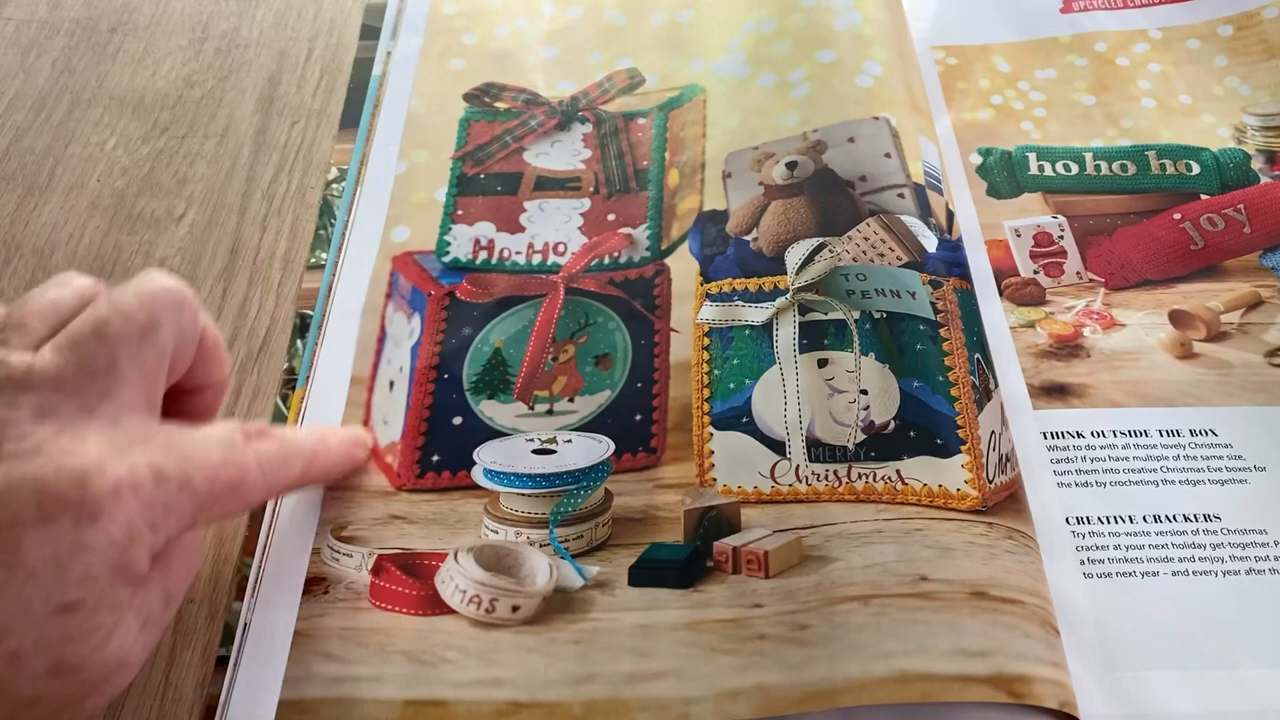 UPCYCLED
Ho-Ho
TO
PENNY
MERRY
Christmas
MAS
ho ho ho
joy
THINK OUTSIDE THE BOX
What to do with all those lovely Christmas
cards? If you have multiple of the same size,
turn them into creative Christmas Eve boxes for
the kids by crocheting the edges together.
CREATIVE CRACKERS
Try this no-waste version of the Christmas
cracker at your next holiday get-together. P
a few trinkets inside and enjoy, then put a
to use next year – and every year after th